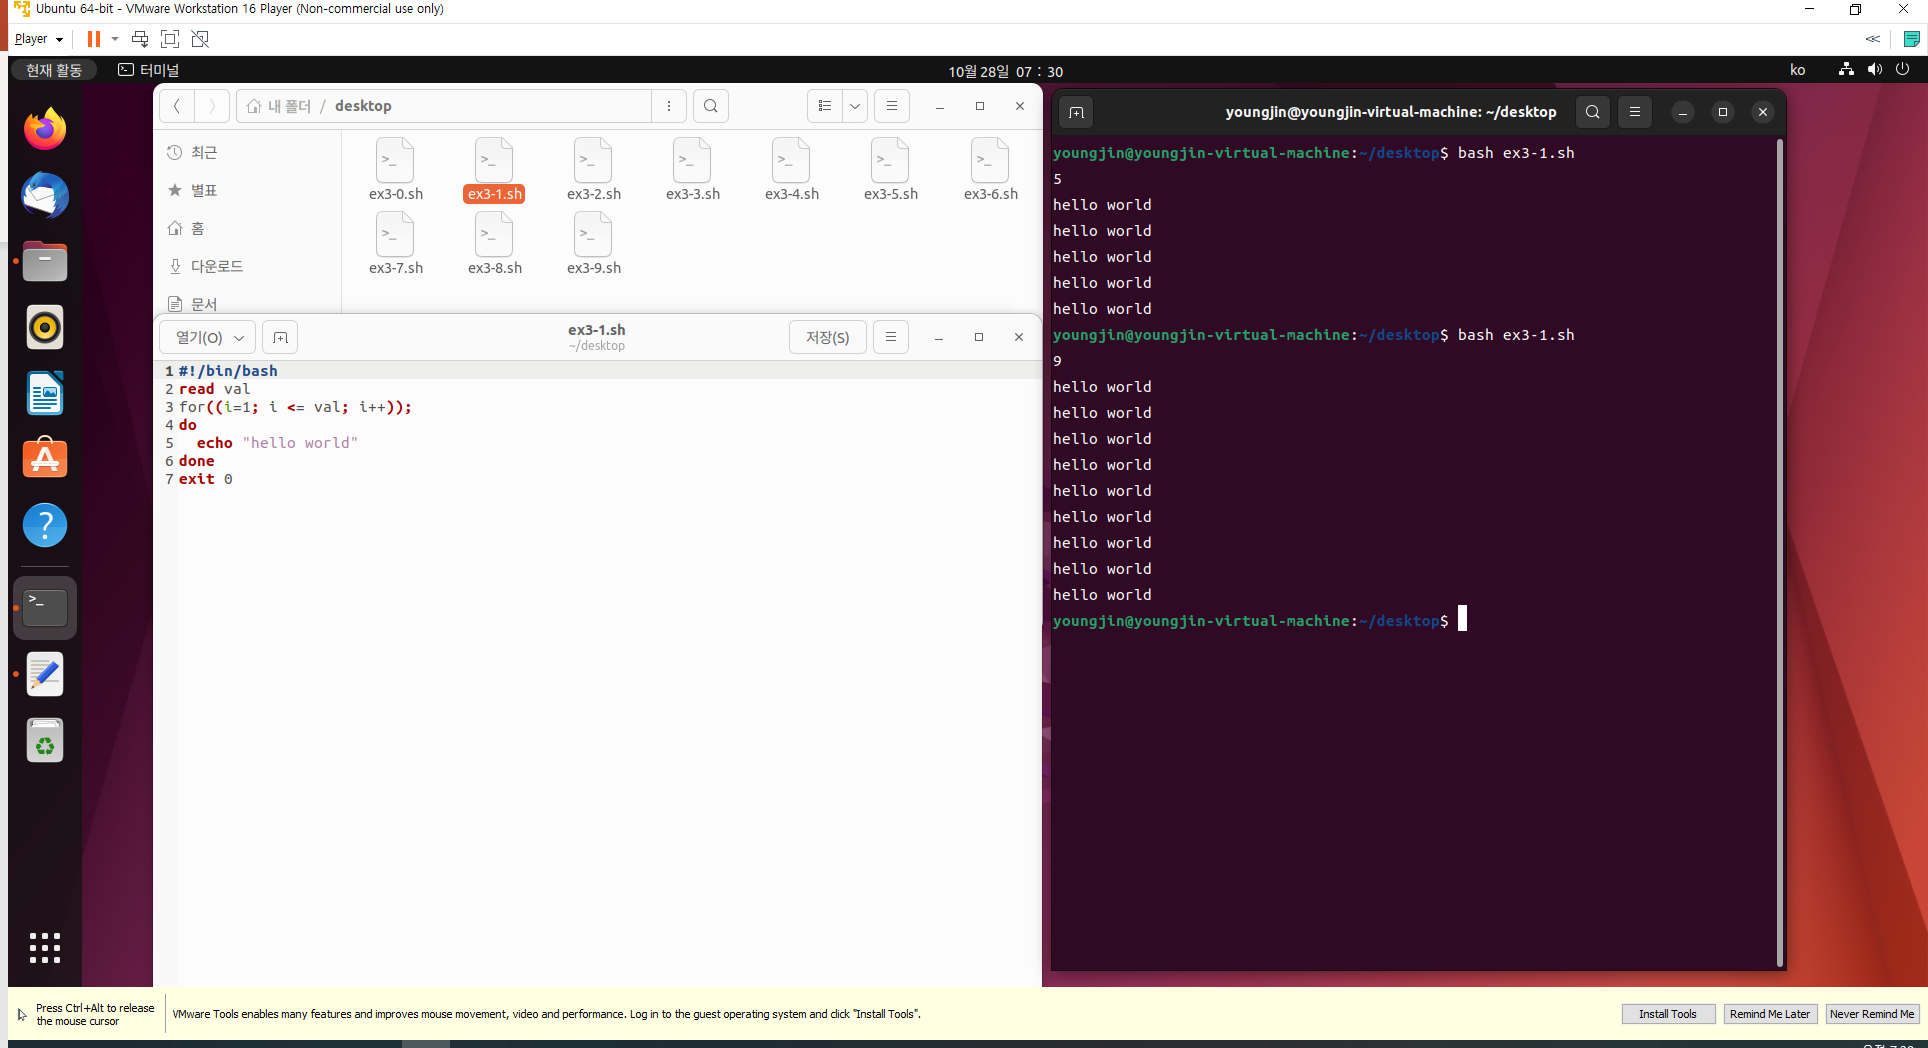 Ubuntu 64-bit - VMware Workstation 16 Player (Non-commercial use only)
Player
현재 활동
터미널
10월 28일 07 : 30
ko
내 폴더 / desktop
최근
별표
홈
다운로드
문서
ex3-0.sh
ex3-1.sh
ex3-2.sh
ex3-3.sh
ex3-4.sh
ex3-5.sh
ex3-6.sh
ex3-7.sh
ex3-8.sh
ex3-9.sh
열기(O)
ex3-1.sh
~/desktop
저장(S)
1 #!/bin/bash
2 read val
3 for((i=1; i <= val; i++));
4 do
5   echo "hello world"
6 done
7 exit 0
youngjin@youngjin-virtual-machine: ~/desktop
youngjin@youngjin-virtual-machine:~/desktop$ bash ex3-1.sh
5
hello world
hello world
hello world
hello world
hello world
youngjin@youngjin-virtual-machine:~/desktop$ bash ex3-1.sh
9
hello world
hello world
hello world
hello world
hello world
hello world
hello world
hello world
hello world
youngjin@youngjin-virtual-machine:~/desktop$
Press Ctrl+Alt to release
the mouse cursor
VMware Tools enables many features and improves mouse movement, video and performance. Log in to the guest operating system and click "Install Tools".
Install Tools
Remind Me Later
Never Remind Me